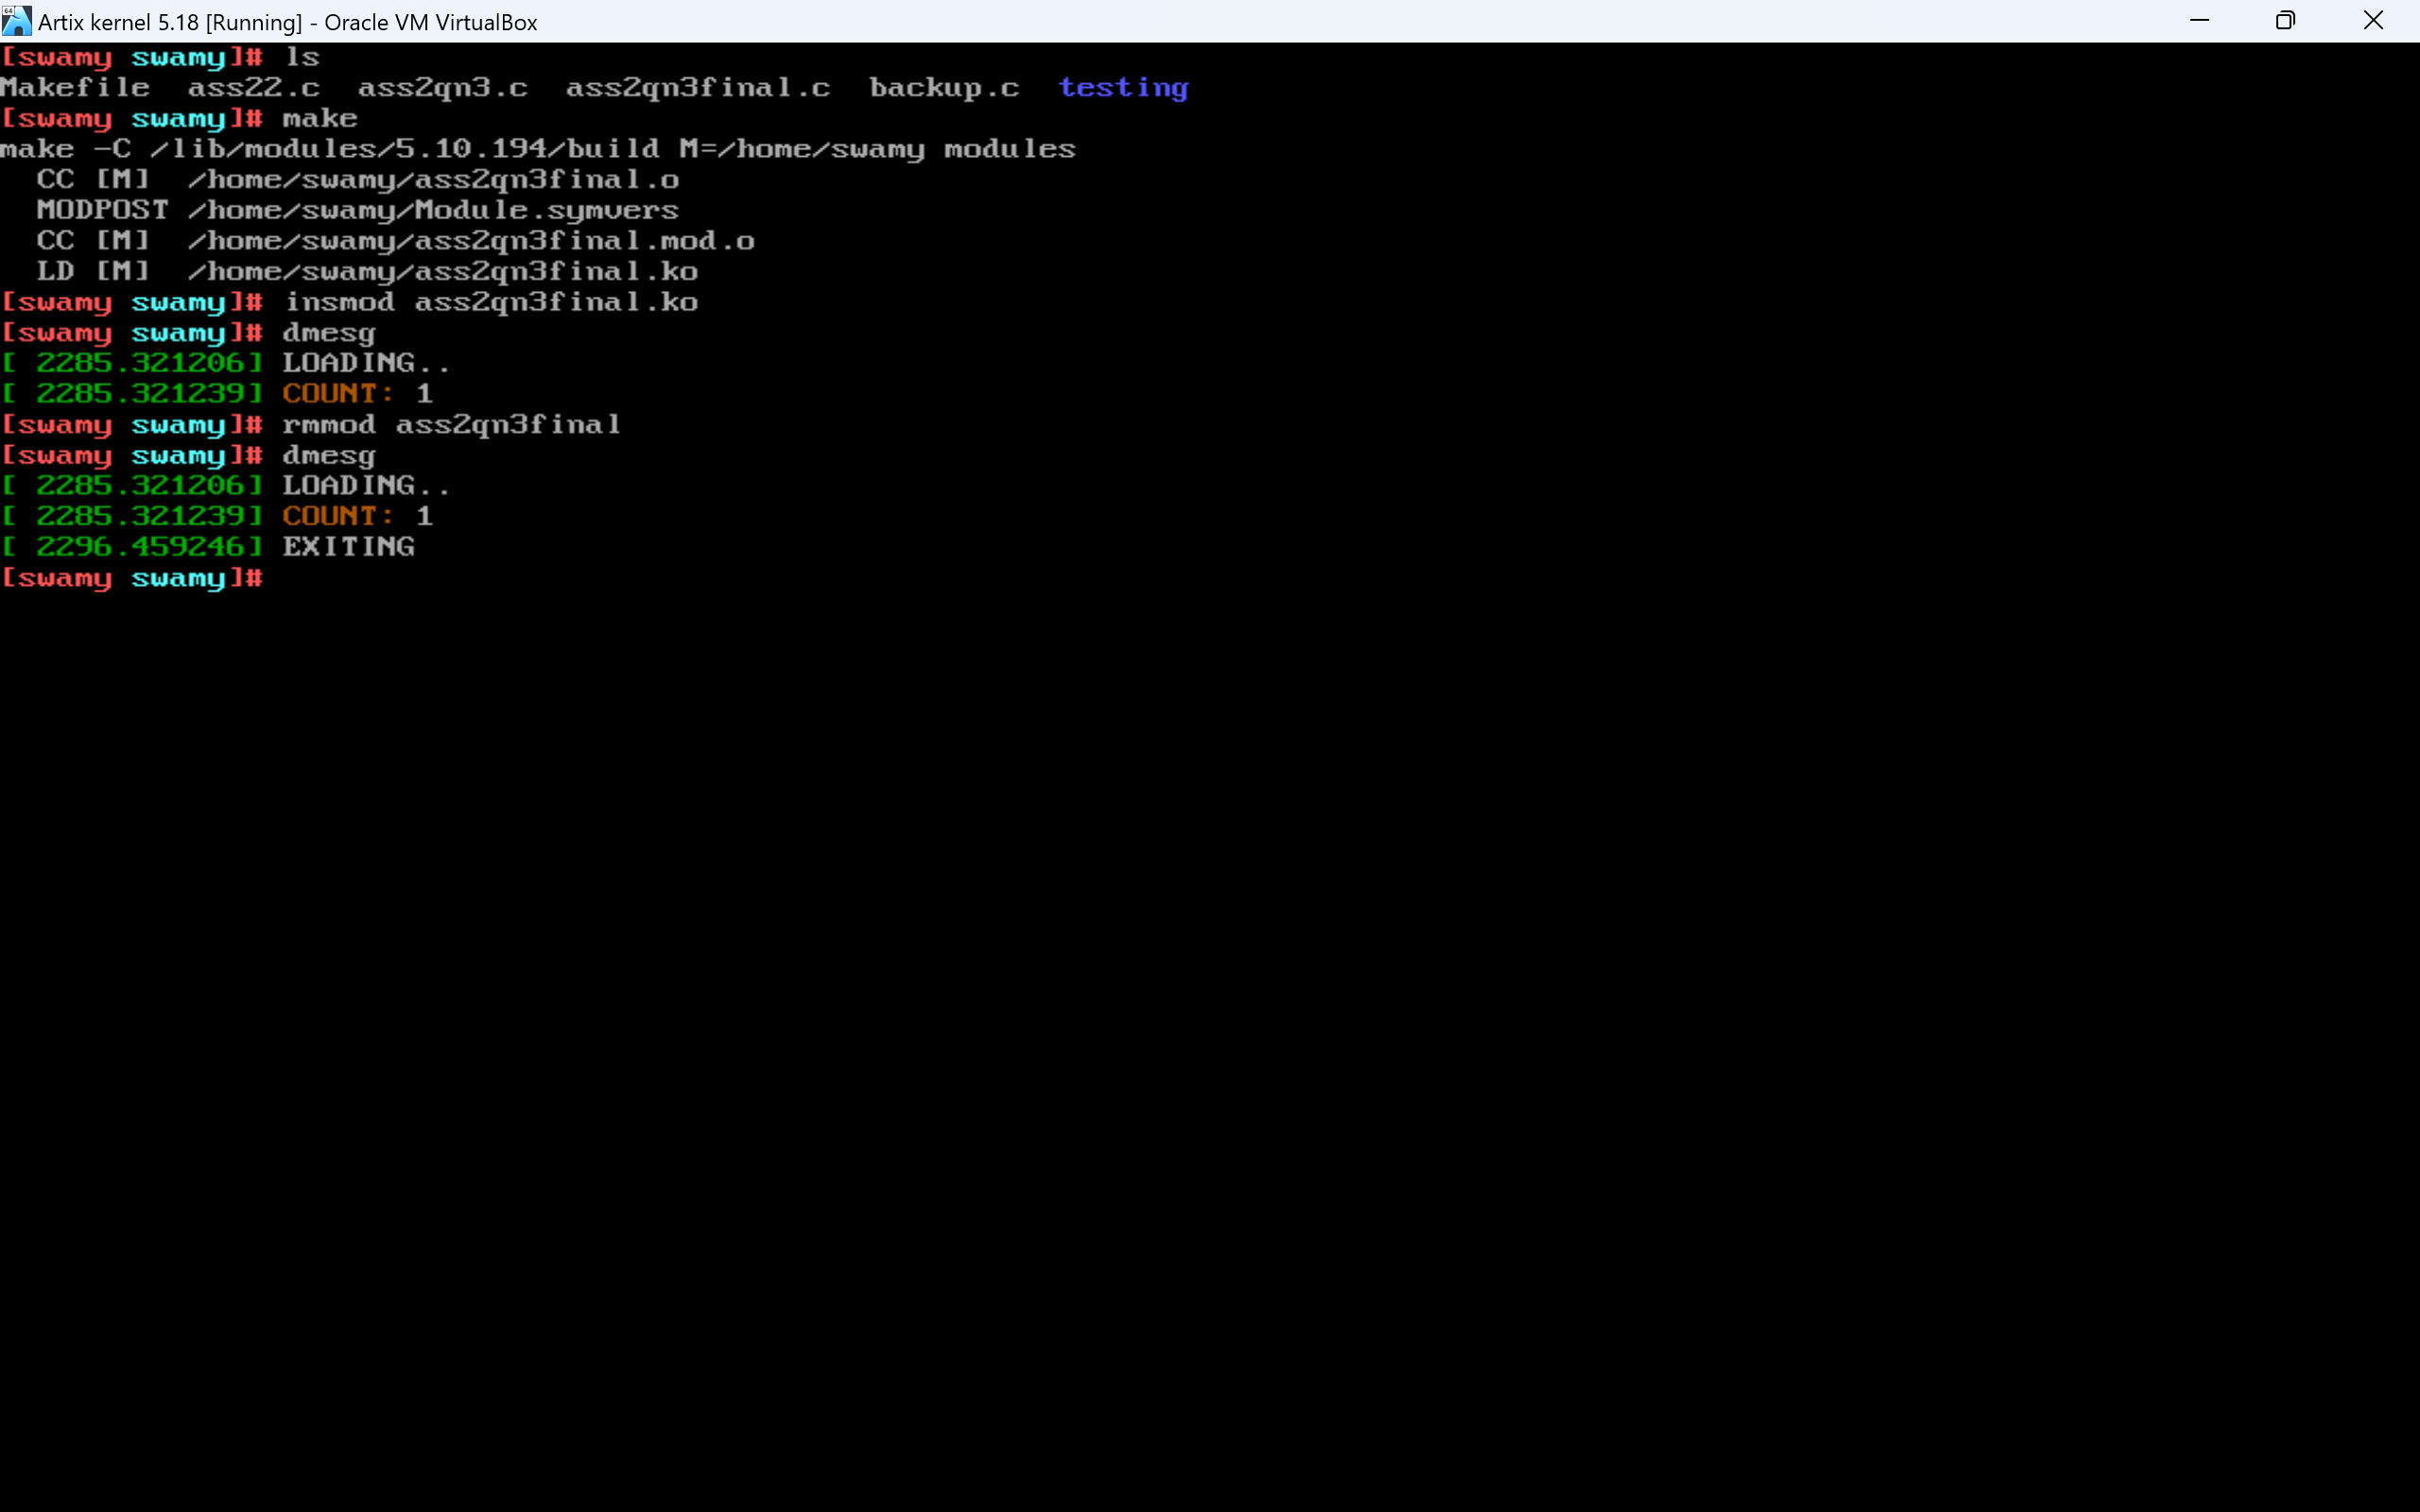 64
Artix kernel 5.18 [Running] - Oracle VM VirtualBox
[swamy swamy]# ls
Makefile  ass22.c  ass2qn3.c  ass2qn3final.c  backup.c  testing
[swamy swamy]# make
make -C /lib/modules/5.10.194/build M=/home/swamy modules
  CC [M]  /home/swamy/ass2qn3final.o
  MODPOST /home/swamy/Module.symvers
  CC [M]  /home/swamy/ass2qn3final.mod.o
  LD [M]  /home/swamy/ass2qn3final.ko
[swamy swamy]# insmod ass2qn3final.ko
[swamy swamy]# dmesg
[ 2285.321206] LOADING..
[ 2285.321239] COUNT: 1
[swamy swamy]# rmmod ass2qn3final
[swamy swamy]# dmesg
[ 2285.321206] LOADING..
[ 2285.321239] COUNT: 1
[ 2296.459246] EXITING
[swamy swamy]#